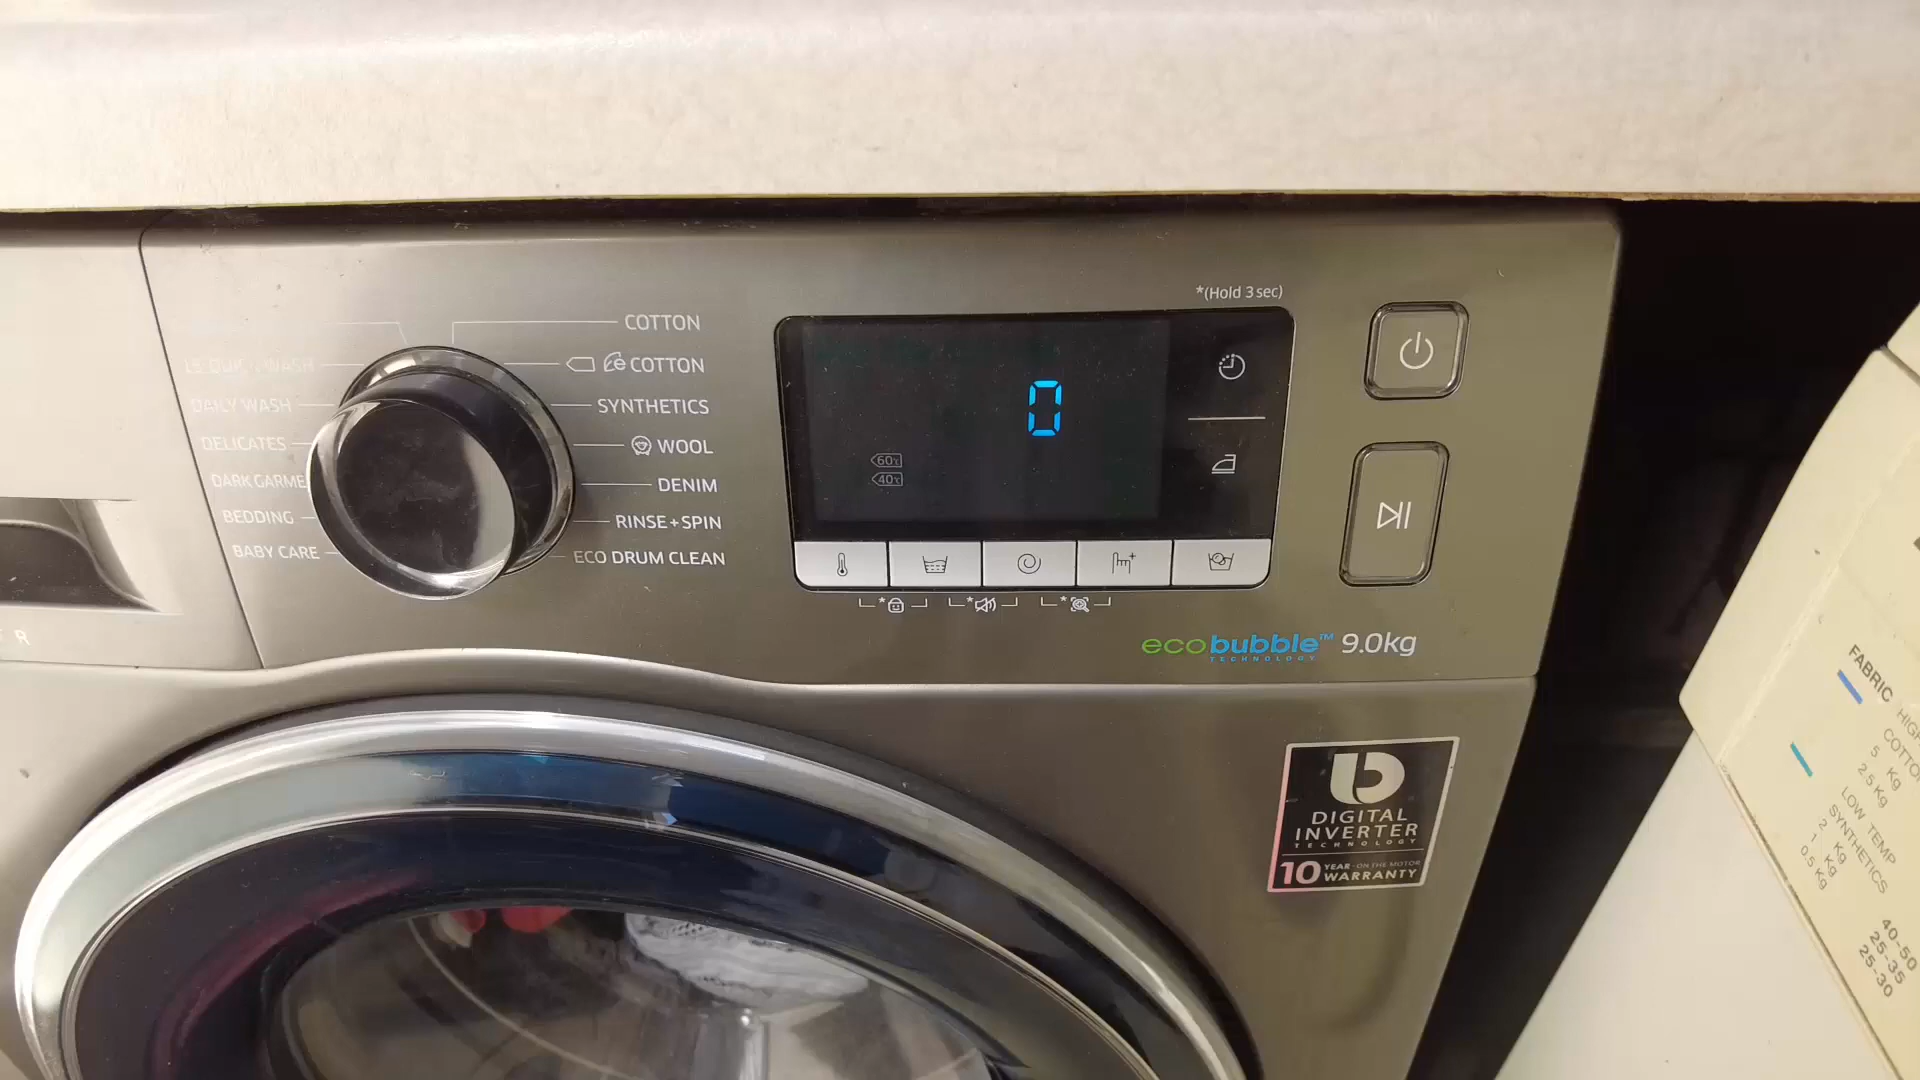 *(Hold 3 sec)
COTTON
15' QUICK WASH
COTTON
DAILY WASH
SYNTHETICS
DELICATES
WOOL
DARK GARME
DENIM
BEDDING
RINSE+SPIN
BABY CARE
ECO DRUM CLEAN
0
60℃
40℃
ecobubble™ 9.0kg
TECHNOLOGY
DIGITAL
INVERTER
TECHNOLOGY
10 YEAR ON THE MOTOR
WARRANTY
FABRIC
HIGH
COTTO
5 Kg
2.5 Kg
LOW TEMP
SYNTHETICS
2 Kg
1 Kg
0.5 Kg
40-50
25-35
25-30